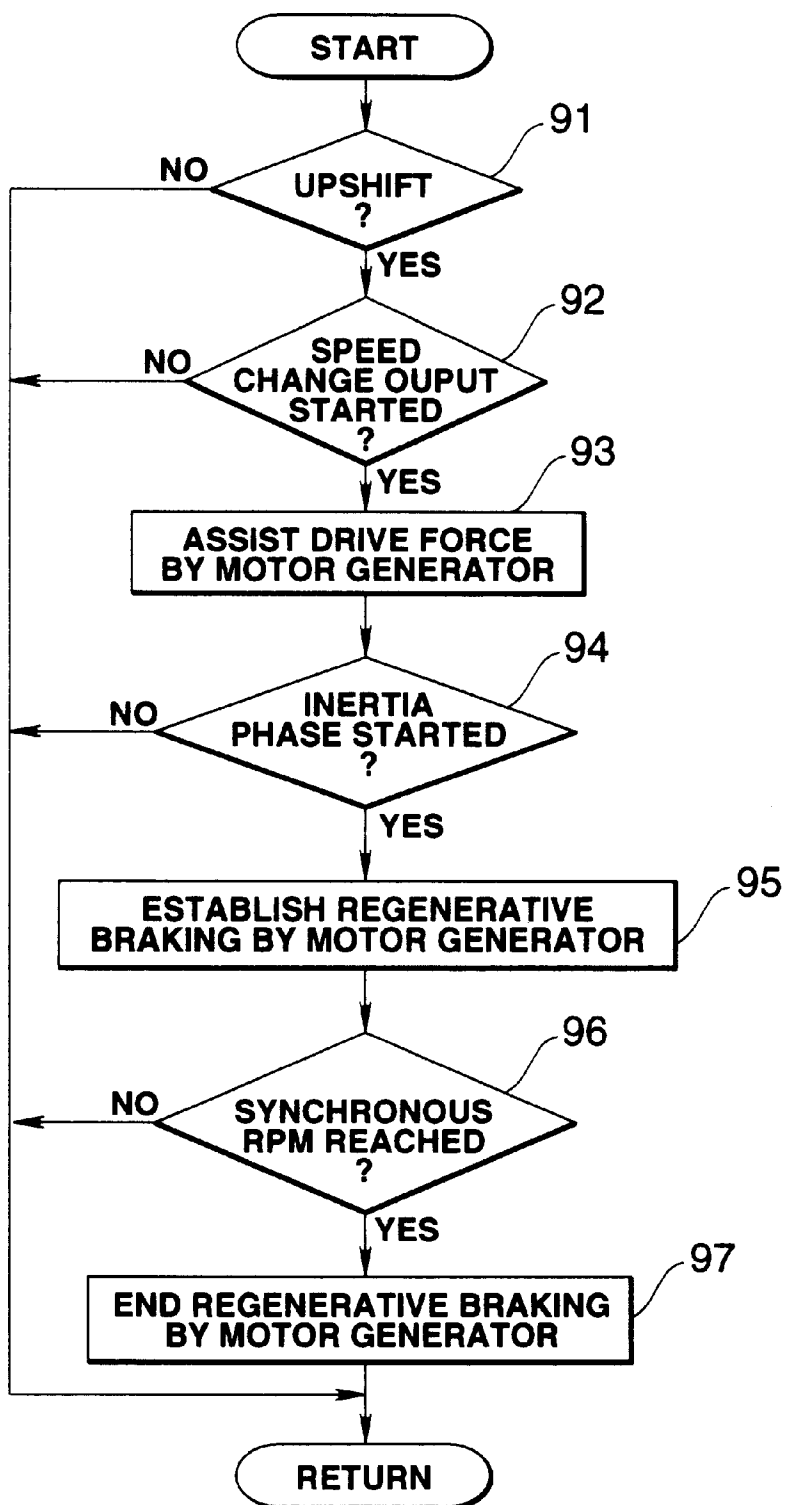 START
91
NO
UPSHIFT
?
YES
92
NO
SPEED
CHANGE OUPUT
STARTED
?
YES
93
ASSIST DRIVE FORCE
BY MOTOR GENERATOR
94
NO
INERTIA
PHASE STARTED
?
YES
95
ESTABLISH REGENERATIVE
BRAKING BY MOTOR GENERATOR
96
NO
SYNCHRONOUS
RPM REACHED
?
YES
97
END REGENERATIVE BRAKING
BY MOTOR GENERATOR
RETURN